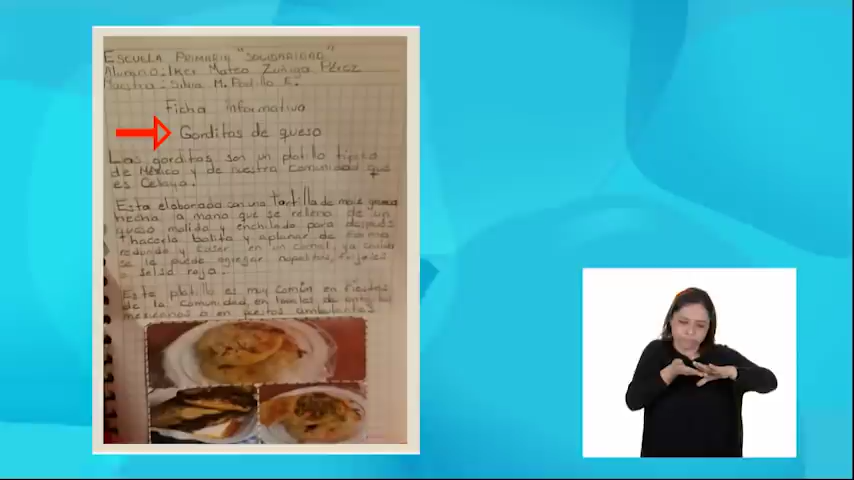 ESCUELA PRIMARIA "SOLIDARIDAD"
Alumno: Iker Mateo Zuñiga Pérez
Maestra: Silvia M. Padilla E.
Ficha informativa
Gorditas de queso
Las gorditas son un platillo típico
de México y de nuestra comunidad que
es Celaya.
Esta elaborada con una tortilla de maíz gruesa
hecha a mano que se rellena de un
queso molido y enchilado para después
hacerla bolita y aplanar de forma
redonda y cocer en un comal, ya cocida
se le puede agregar nopalitos, frijoles
o salsa roja.
Este platillo es muy común en fiestas
de la comunidad, en locales de antojitos
mexicanos o en puestos ambulantes